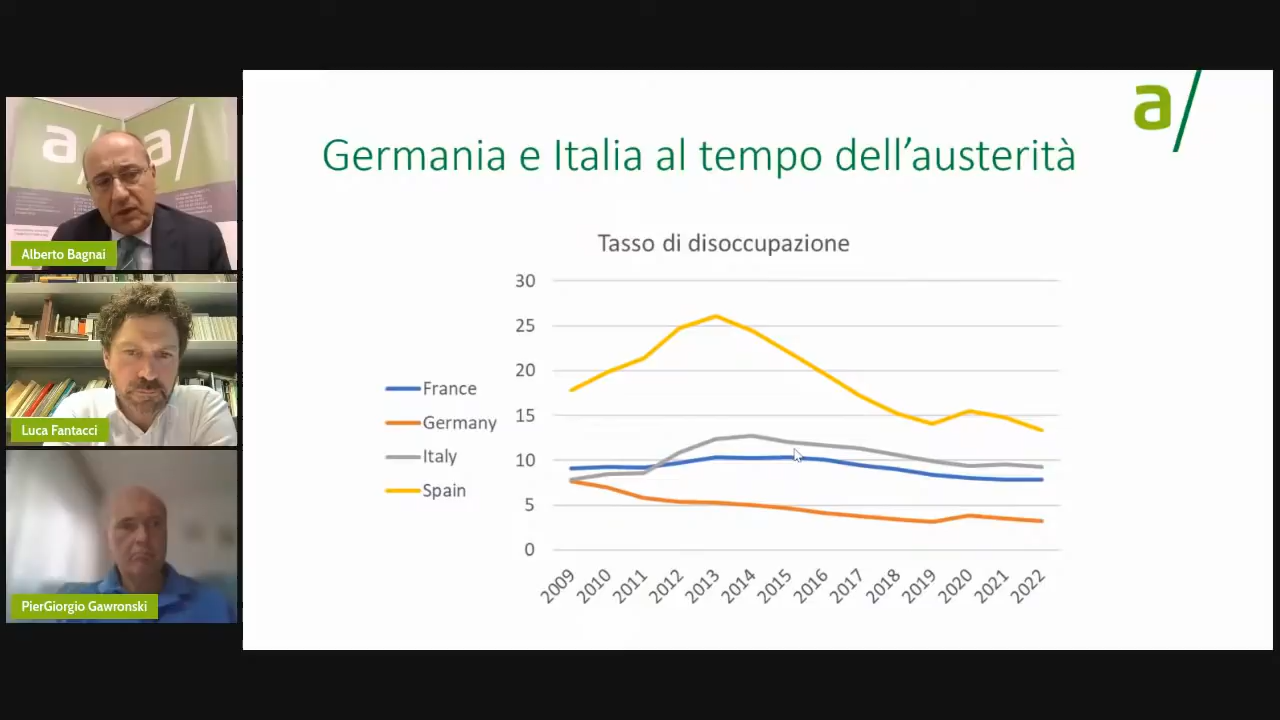 a/
Germania e Italia al tempo dell'austerità
a/ a/
Alberto Bagnai
Luca Fantacci
PierGiorgio Gawronski
Tasso di disoccupazione
30
25
20
15
10
5
0
France
Germany
Italy
Spain
2009
2010
2011
2012
2013
2014
2015
2016
2017
2018
2019
2020
2021
2022